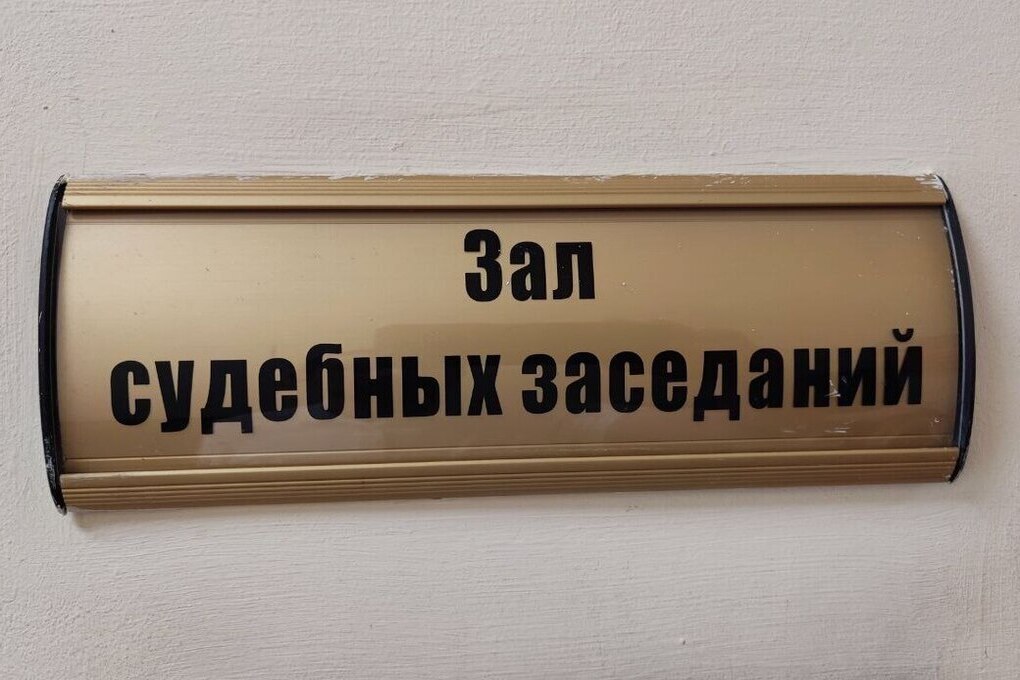 Зал
судебных заседаний